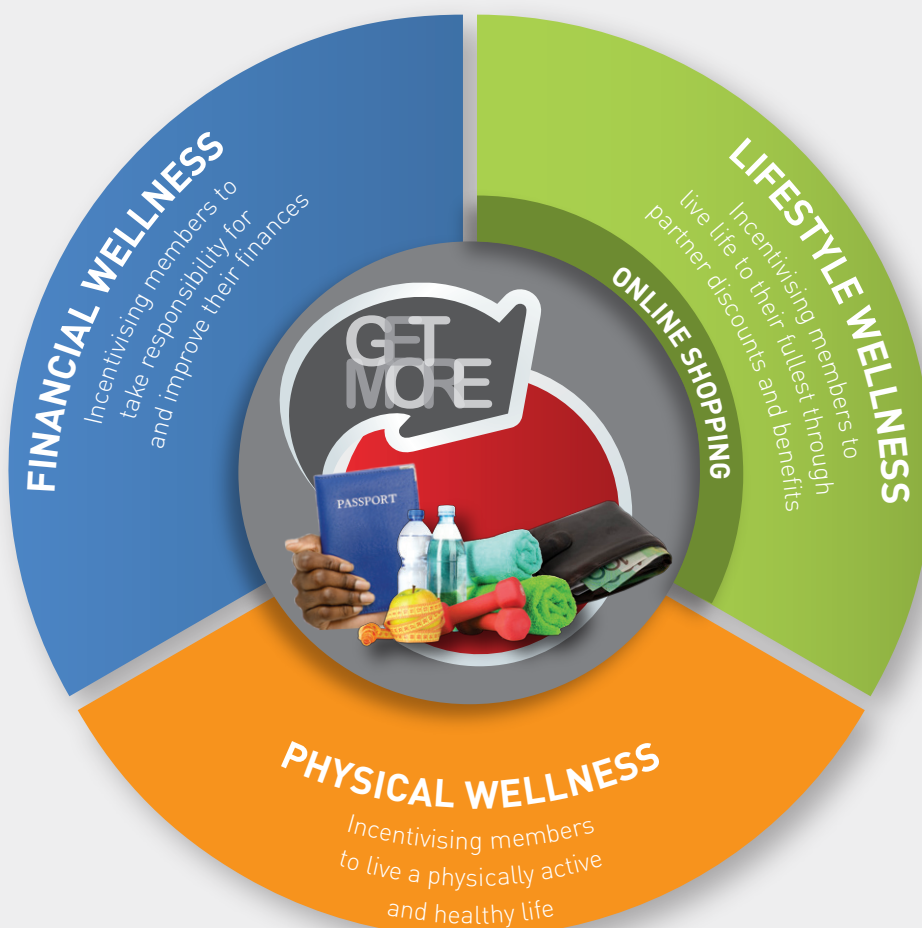 FINANCIAL WELLNESS
Incentivising members to
take responsibility for
and improve their finances
LIFESTYLE WELLNESS
Incentivising members to
live life to their fullest through
partner discounts and benefits
ONLINE SHOPPING
GET
MORE
PASSPORT
PHYSICAL WELLNESS
Incentivising members
to live a physically active
and healthy life